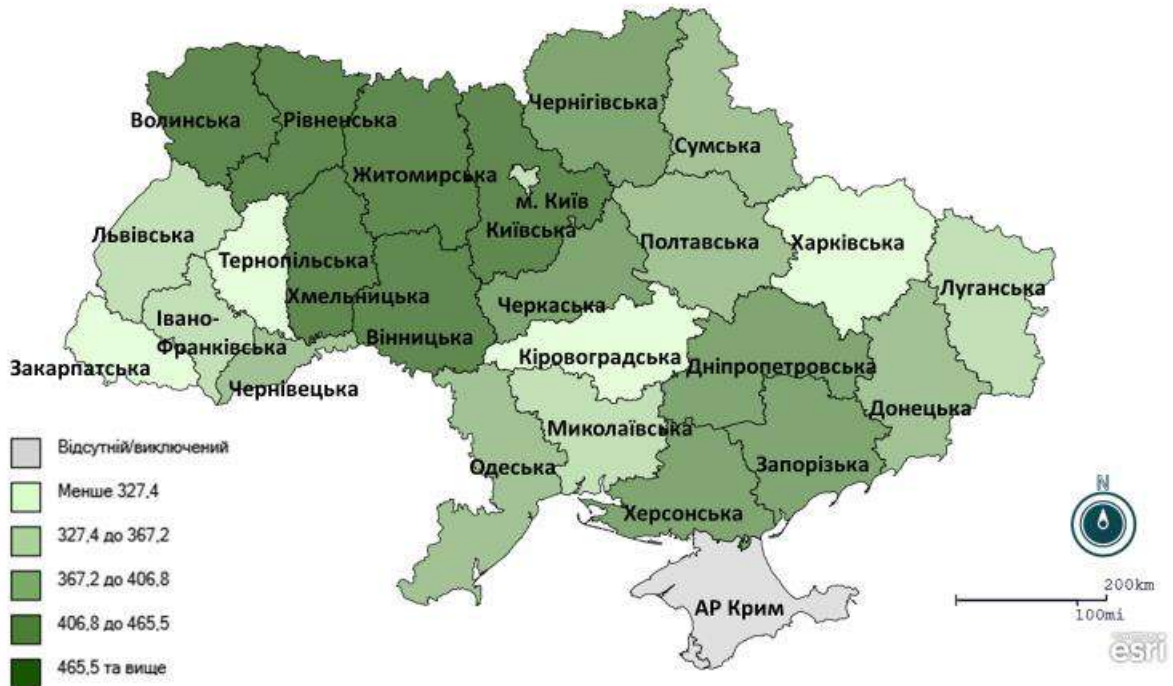 Чернігівська
Волинська
Рівненська
Сумська
Житомирська
м. Київ
Київська
Львівська
Полтавська
Харківська
Тернопільська
Луганська
Хмельницька
Черкаська
Івано-
Франківська
Вінницька
Кіровоградська
Дніпропетровська
Закарпатська
Чернівецька
Донецька
Миколаївська
Одеська
Запорізька
Херсонська
АР Крим
Відсутній/виключений
Менше 327,4
327,4 до 367,2
367,2 до 406,8
406,8 до 465,5
465,5 та вище
N
200km
100mi
esri